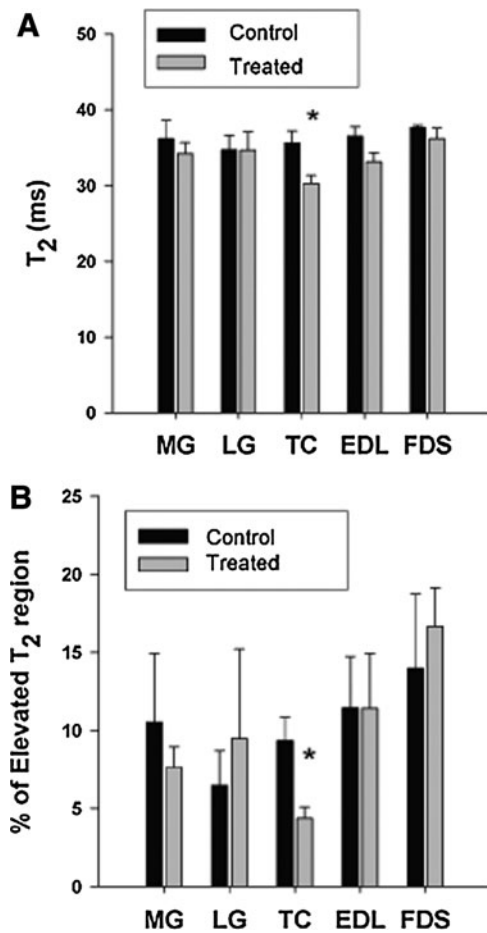 A
Control
Treated
*
50
40
30
20
10
0
T2 (ms)
MG LG TC EDL FDS
B
Control
Treated
*
25
20
15
10
5
0
% of Elevated T2 region
MG LG TC EDL FDS